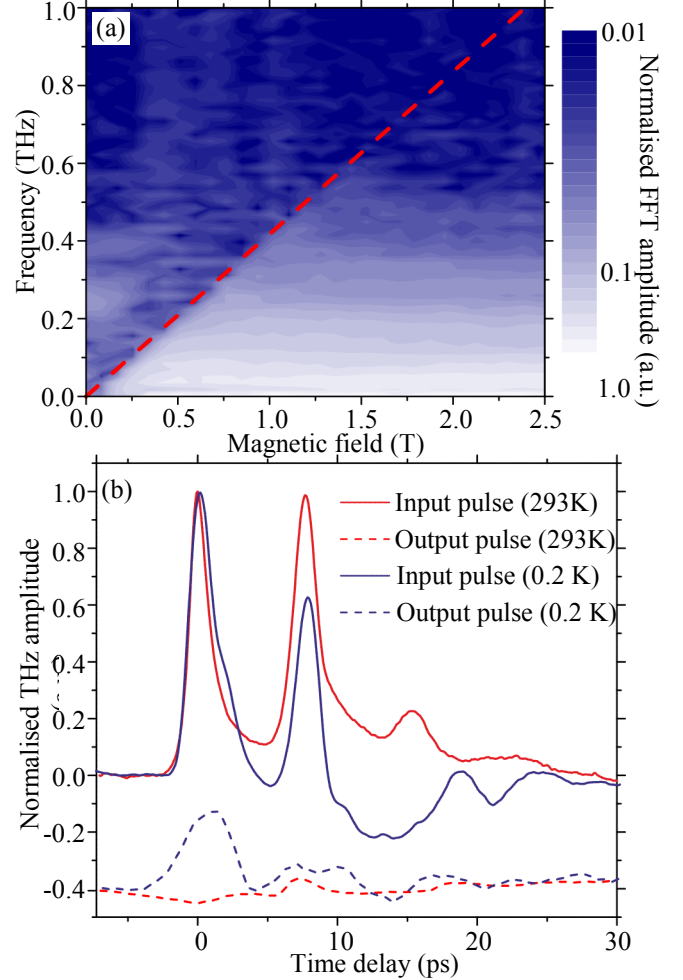 (a)
1.0
0.8
0.6
0.4
0.2
0.0
Frequency (THz)
0.0
0.5
1.0
1.5
2.0
2.5
Magnetic field (T)
0.01
0.1
1.0
Normalised FFT amplitude (a.u.)
(b)
1.0
0.8
0.6
0.4
0.2
0.0
-0.2
-0.4
Normalised THz amplitude
Input pulse (293K)
Output pulse (293K)
Input pulse (0.2 K)
Output pulse (0.2 K)
0
10
20
30
Time delay (ps)